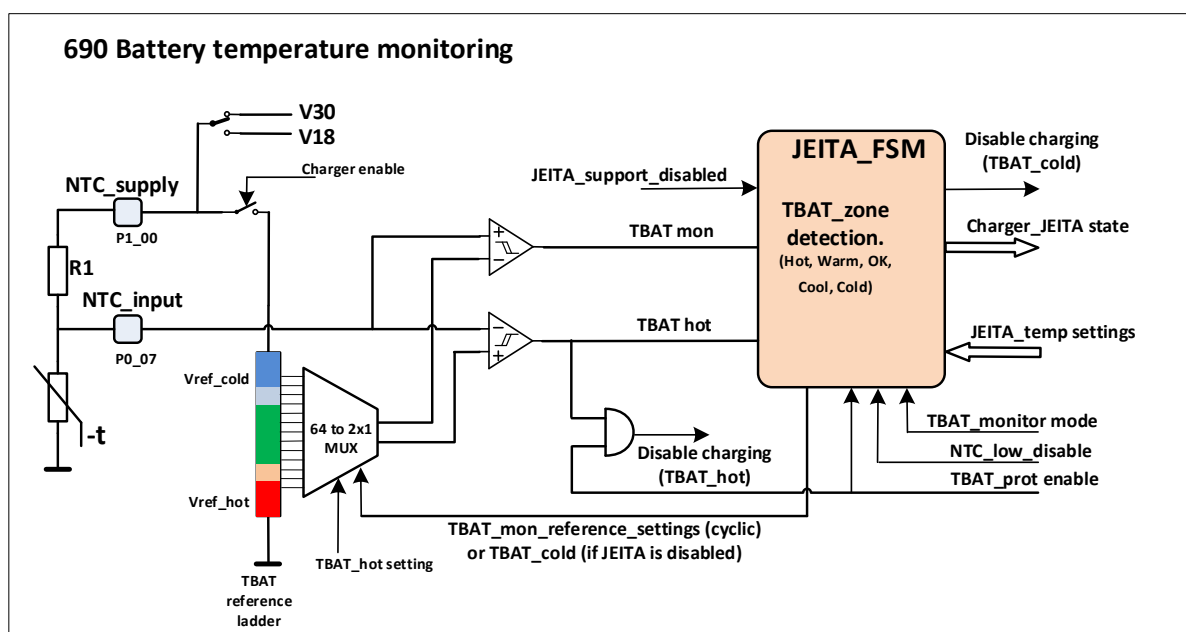 690 Battery temperature monitoring
V30
V18
Charger enable
NTC_supply
P1_00
R1
NTC_input
P0_07
-t
Vref_cold
Vref_hot
TBAT
reference
ladder
64 to 2x1
MUX
TBAT_hot setting
+
−
TBAT mon
−
+
TBAT hot
JEITA_support_disabled
JEITA_FSM
TBAT_zone
detection.
(Hot, Warm, OK,
Cool, Cold)
Disable charging
(TBAT_cold)
Charger_JEITA state
JEITA_temp settings
TBAT_monitor mode
NTC_low_disable
TBAT_prot enable
Disable charging
(TBAT_hot)
TBAT_mon_reference_settings (cyclic)
or TBAT_cold (if JEITA is disabled)